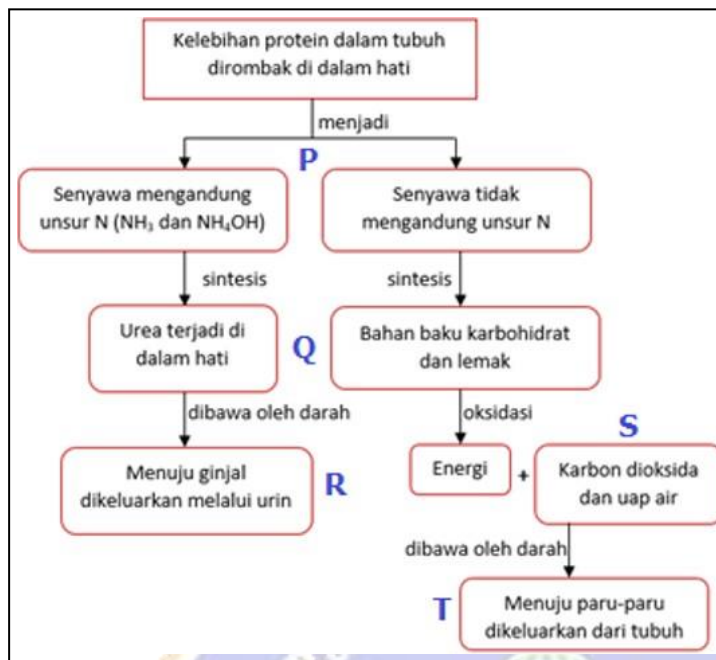 Kelebihan protein dalam tubuh
dirombak di dalam hati
menjadi
P
Senyawa mengandung
unsur N (NH₃ dan NH₄OH)
Senyawa tidak
mengandung unsur N
sintesis
sintesis
Urea terjadi di
dalam hati
Q
Bahan baku karbohidrat
dan lemak
dibawa oleh darah
oksidasi
S
Menuju ginjal
dikeluarkan melalui urin
R
Energi
+
Karbon dioksida
dan uap air
dibawa oleh darah
T
Menuju paru-paru
dikeluarkan dari tubuh